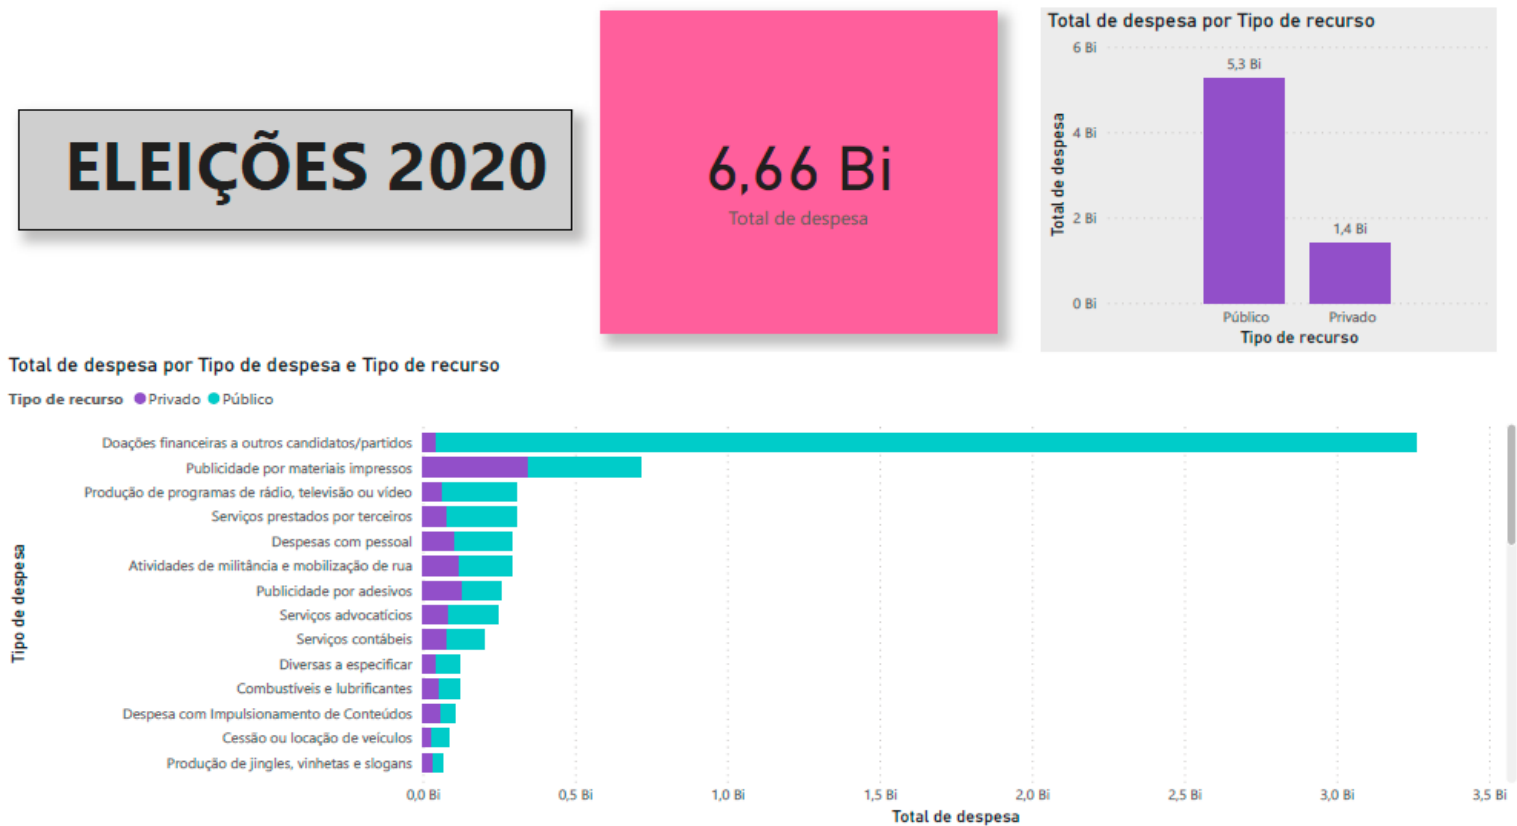 ELEIÇÕES 2020
6,66 Bi
Total de despesa
Total de despesa por Tipo de recurso
6 Bi
5,3 Bi
4 Bi
Total de despesa
2 Bi
1,4 Bi
0 Bi
Público
Privado
Tipo de recurso
Total de despesa por Tipo de despesa e Tipo de recurso
Tipo de recurso Privado Público
Tipo de despesa
Doações financeiras a outros candidatos/partidos
Publicidade por materiais impressos
Produção de programas de rádio, televisão ou vídeo
Serviços prestados por terceiros
Despesas com pessoal
Atividades de militância e mobilização de rua
Publicidade por adesivos
Serviços advocatícios
Serviços contábeis
Diversas a especificar
Combustíveis e lubrificantes
Despesa com Impulsionamento de Conteúdos
Cessão ou locação de veículos
Produção de jingles, vinhetas e slogans
0,0 Bi 0,5 Bi 1,0 Bi 1,5 Bi 2,0 Bi 2,5 Bi 3,0 Bi 3,5 Bi
Total de despesa